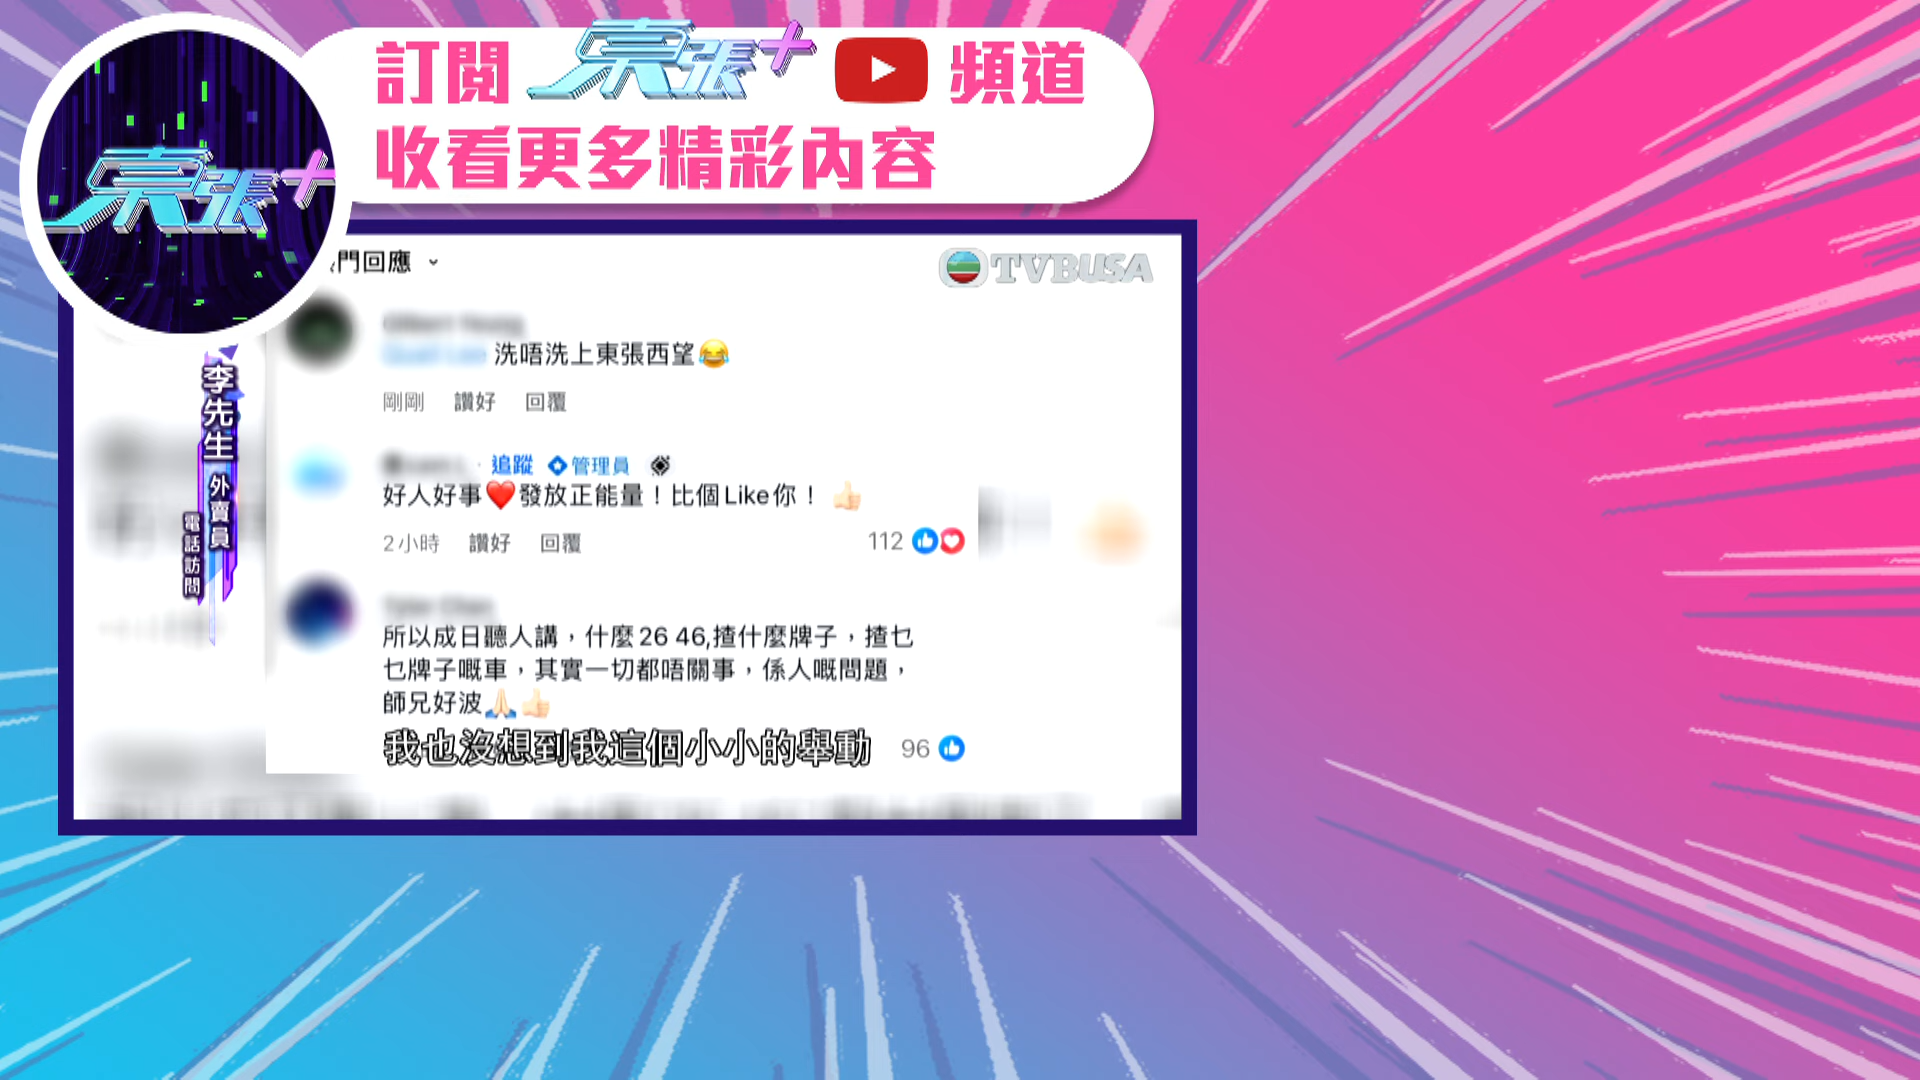 訂閱 東張+ 頻道
收看更多精彩內容
東張+
門回應
TVBUSA
洗唔洗上東張西望😂
剛剛 讚好 回覆
李先生
外賣員
電話訪問
· 追蹤 管理員
好人好事❤️發放正能量！比個Like你！👍🏻
2小時 讚好 回覆 112
所以成日聽人講，什麼26 46,揸什麼牌子，揸乜
乜牌子嘅車，其實一切都唔關事，係人嘅問題，
師兄好波🙏🏻👍🏻
我也沒想到我這個小小的舉動
96